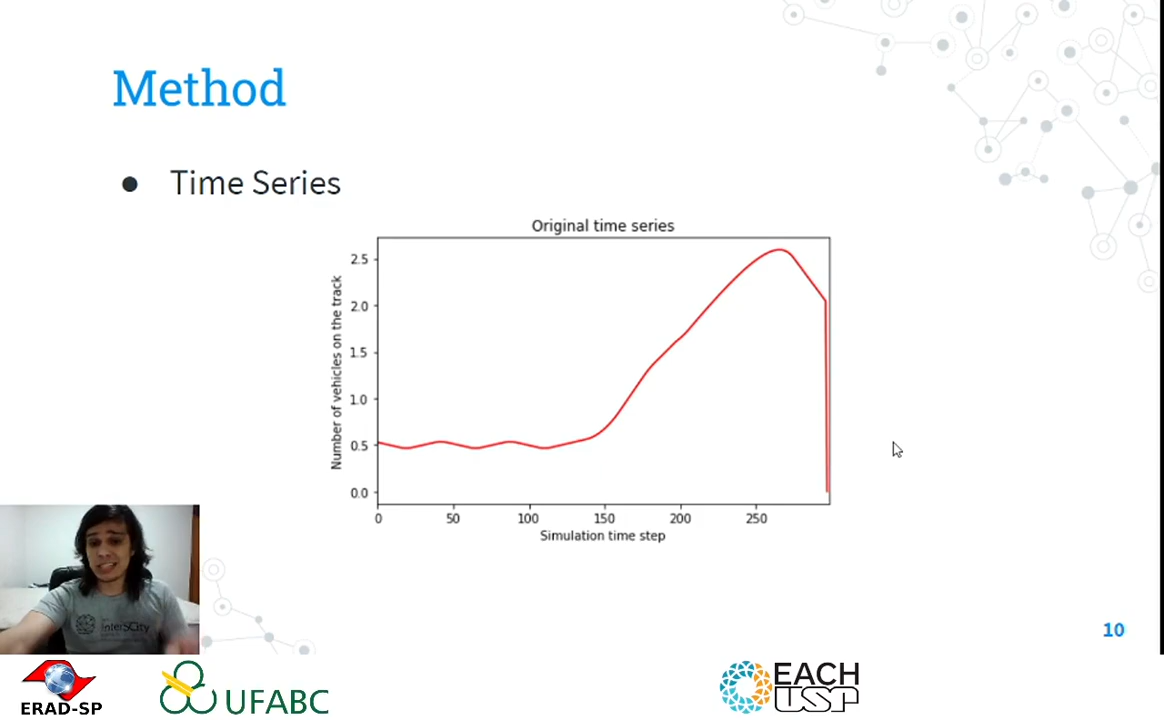 Method
● Time Series
Original time series
Number of vehicles on the track
2.5
2.0
1.5
1.0
0.5
0.0
0 50 100 150 200 250
Simulation time step
InterSCity
10
ERAD-SP
UFABC
EACH
USP